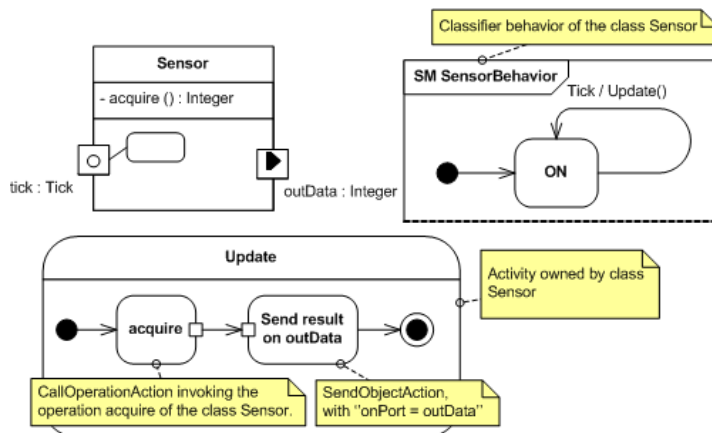 Classifier behavior of the class Sensor
Sensor
- acquire () : Integer
tick : Tick
outData : Integer
SM SensorBehavior
Tick / Update()
ON
Update
acquire
Send result
on outData
Activity owned by class
Sensor
CallOperationAction invoking the
operation acquire of the class Sensor.
SendObjectAction,
with "onPort = outData"